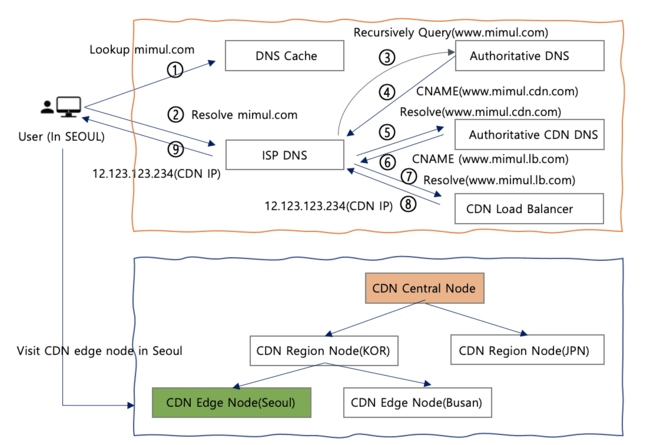 Recursively Query(www.mimul.com)
Lookup mimul.com
DNS Cache
③
Authoritative DNS
①
④
CNAME(www.mimul.cdn.com)
② Resolve mimul.com
Resolve(www.mimul.cdn.com)
⑤
Authoritative CDN DNS
User (In SEOUL)
⑨
ISP DNS
⑥
CNAME (www.mimul.lb.com)
12.123.123.234(CDN IP)
⑦
Resolve(www.mimul.lb.com)
12.123.123.234(CDN IP)
⑧
CDN Load Balancer
CDN Central Node
Visit CDN edge node in Seoul
CDN Region Node(KOR)
CDN Region Node(JPN)
CDN Edge Node(Seoul)
CDN Edge Node(Busan)